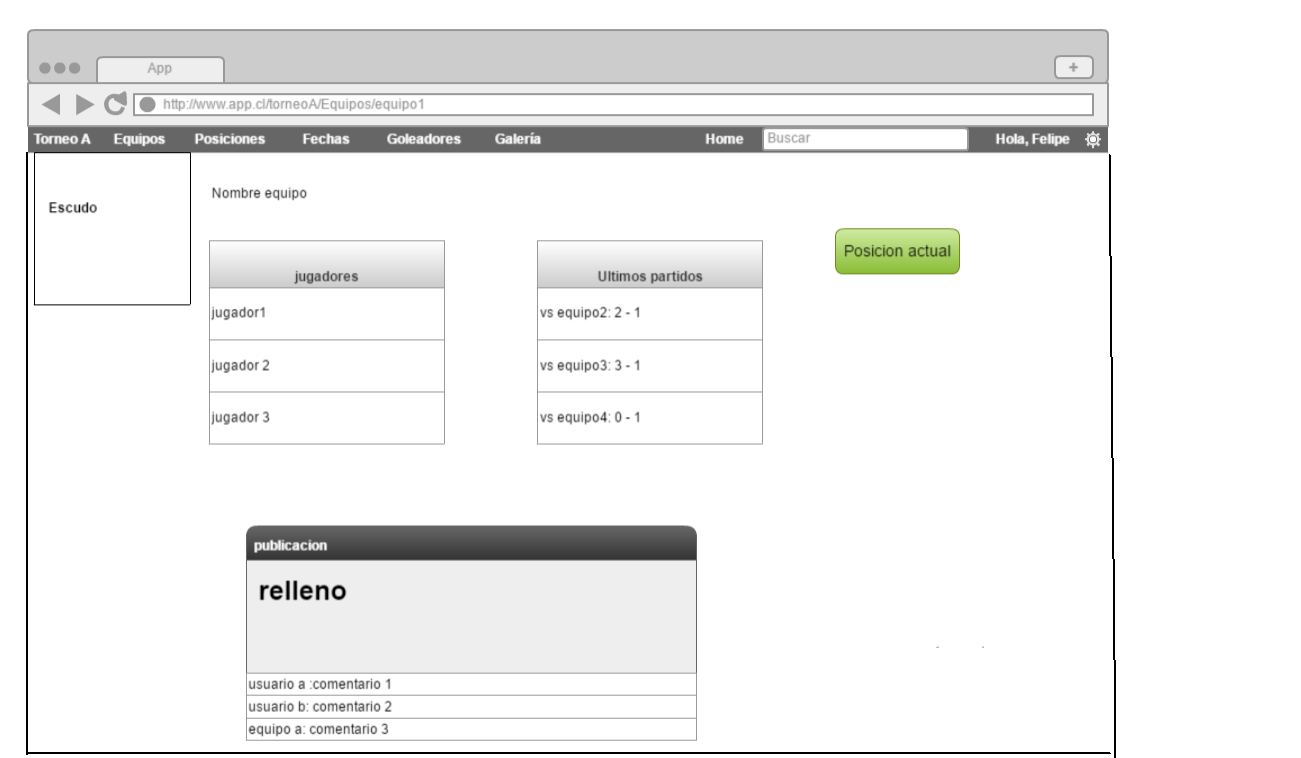 App
+
http://www.app.cl/torneoA/Equipos/equipo1
Torneo A Equipos Posiciones Fechas Goleadores Galería Home Buscar Hola, Felipe
Escudo
Nombre equipo
Posicion actual
jugadores
jugador1
jugador 2
jugador 3
Ultimos partidos
vs equipo2: 2 - 1
vs equipo3: 3 - 1
vs equipo4: 0 - 1
publicacion
relleno
usuario a :comentario 1
usuario b: comentario 2
equipo a: comentario 3